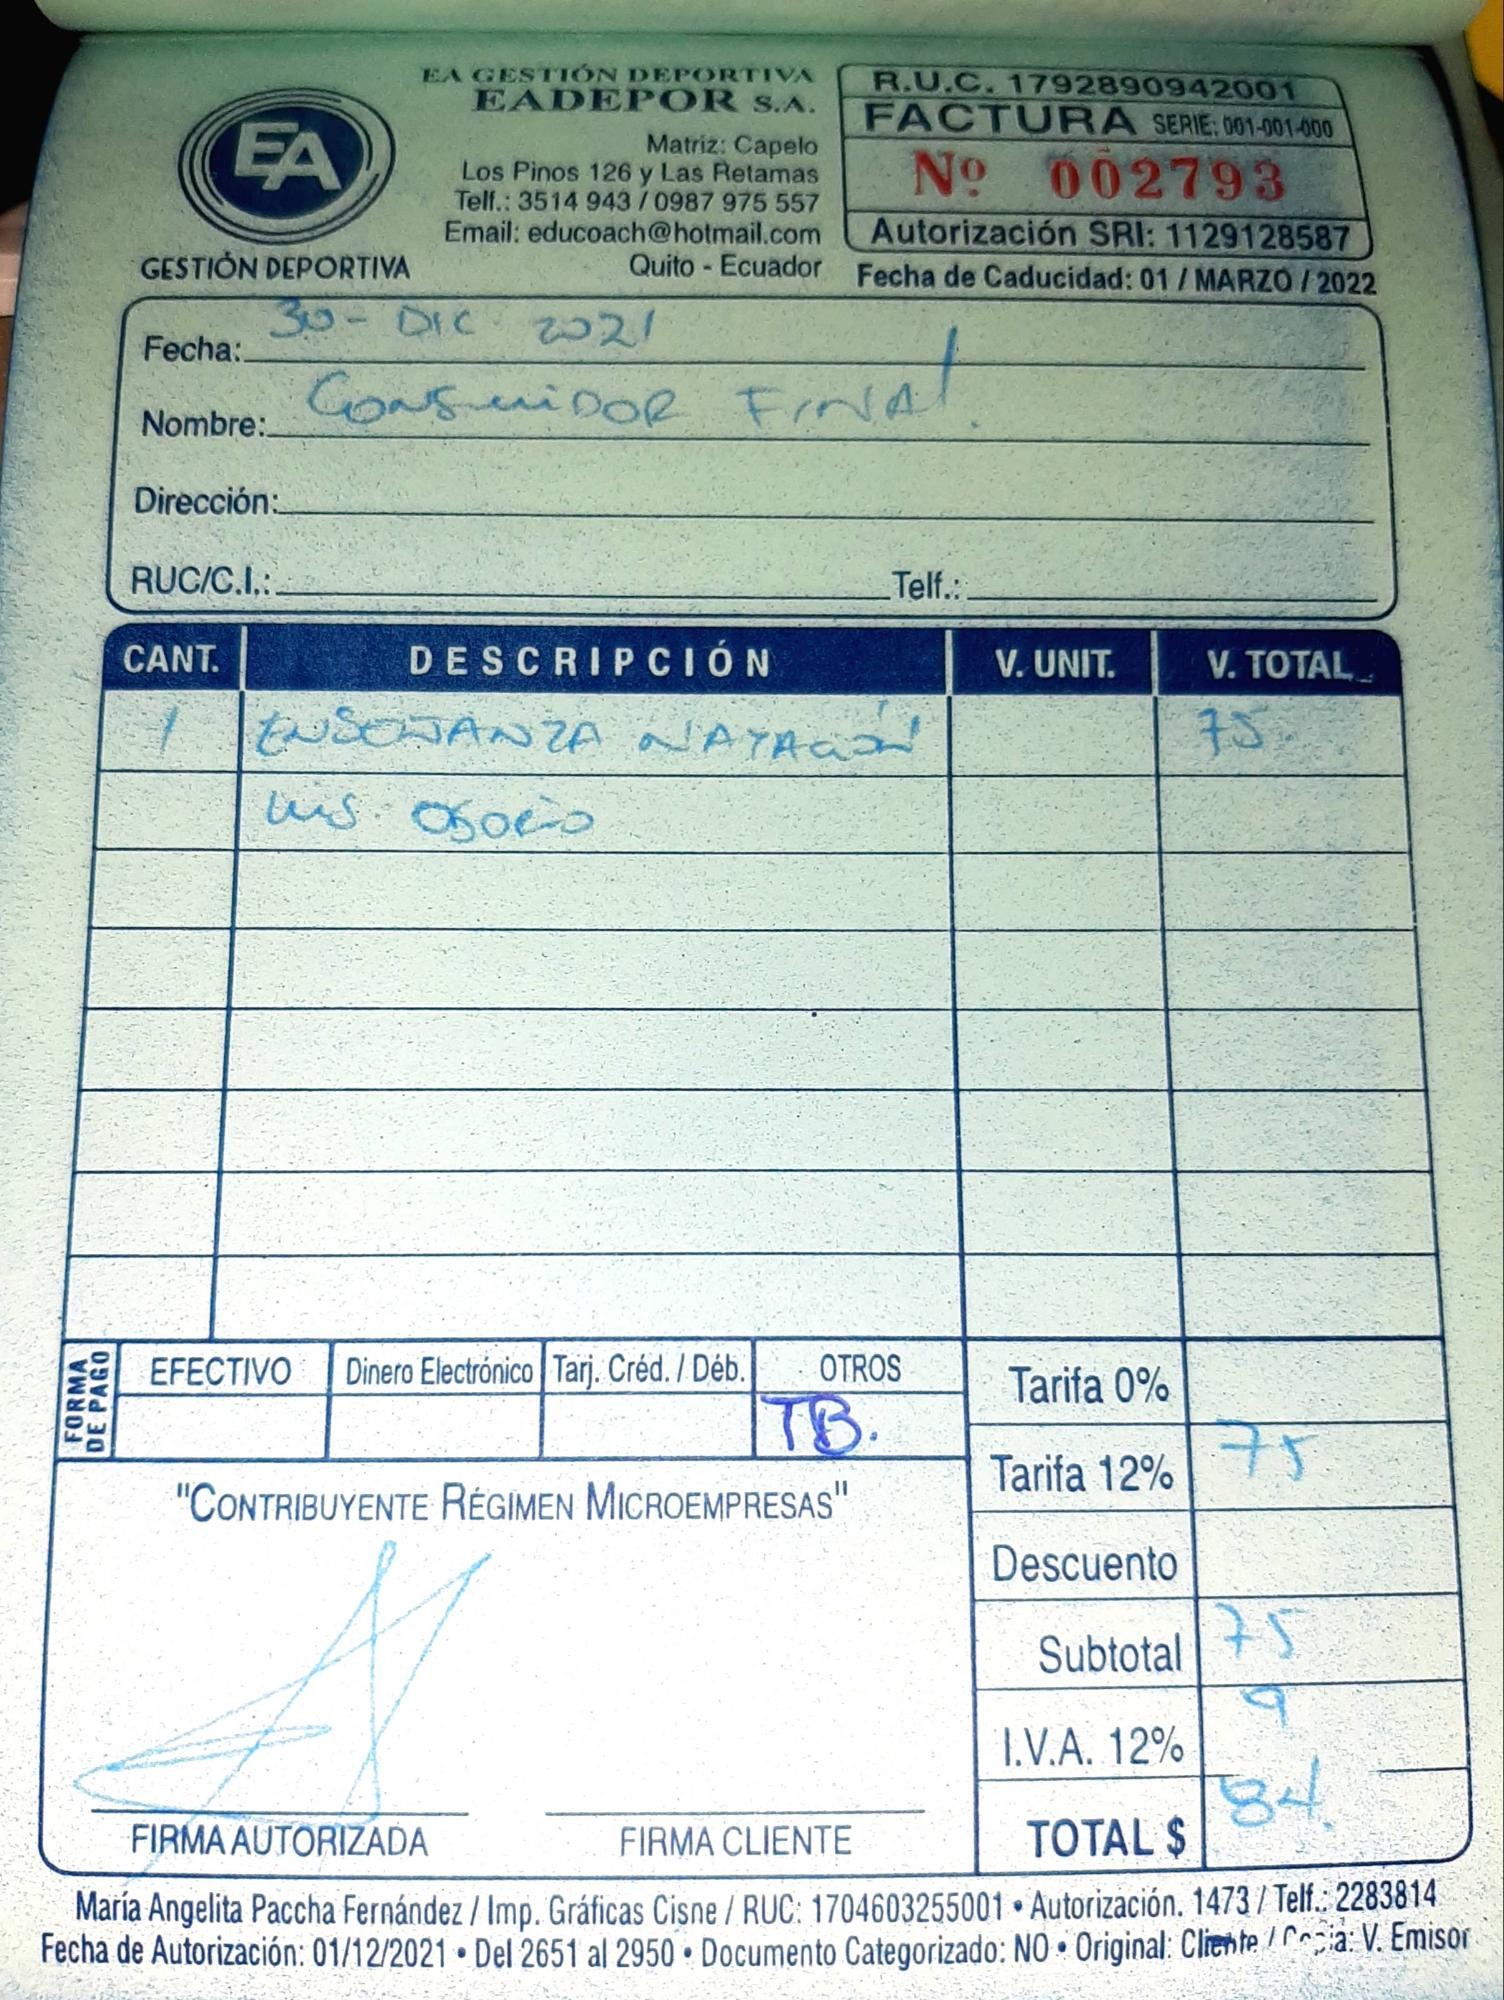 EA
GESTIÓN DEPORTIVA
EA GESTIÓN DEPORTIVA
EADEPOR S.A.
Matriz: Capelo
Los Pinos 126 y Las Retamas
Telf.: 3514 943 / 0987 975 557
Email: educoach@hotmail.com
Quito - Ecuador
R.U.C. 1792890942001
FACTURA SERIE: 001-001-000
Nº 002793
Autorización SRI: 1129128587
Fecha de Caducidad: 01 / MARZO / 2022
Fecha: 30 - DIC 2021
Nombre: CONSUMIDOR FINAL.
Dirección:
RUC/C.I.: Telf.:
CANT. DESCRIPCIÓN V. UNIT. V. TOTAL
1 ENSEÑANZA NATACIÓN 75.
Luis Osorio
FORMA DE PAGO
EFECTIVO Dinero Electrónico Tarj. Créd. / Déb. OTROS
TB.
Tarifa 0%
Tarifa 12% 75
Descuento
Subtotal 75
I.V.A. 12% 9
TOTAL $ 84.
"CONTRIBUYENTE RÉGIMEN MICROEMPRESAS"
FIRMA AUTORIZADA FIRMA CLIENTE
María Angelita Paccha Fernández / Imp. Gráficas Cisne / RUC: 1704603255001 • Autorización. 1473 / Telf.: 2283814
Fecha de Autorización: 01/12/2021 • Del 2651 al 2950 • Documento Categorizado: NO • Original: Cliente / Copia: V. Emisor